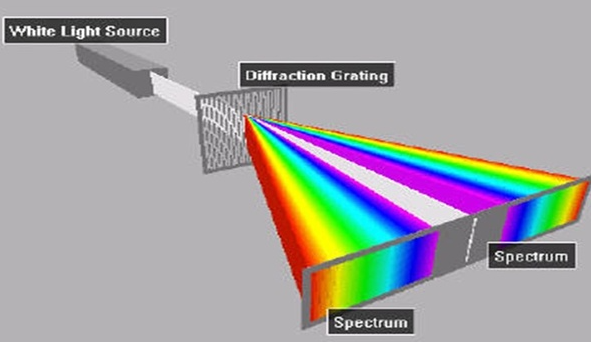 White Light Source
Diffraction Grating
Spectrum
Spectrum